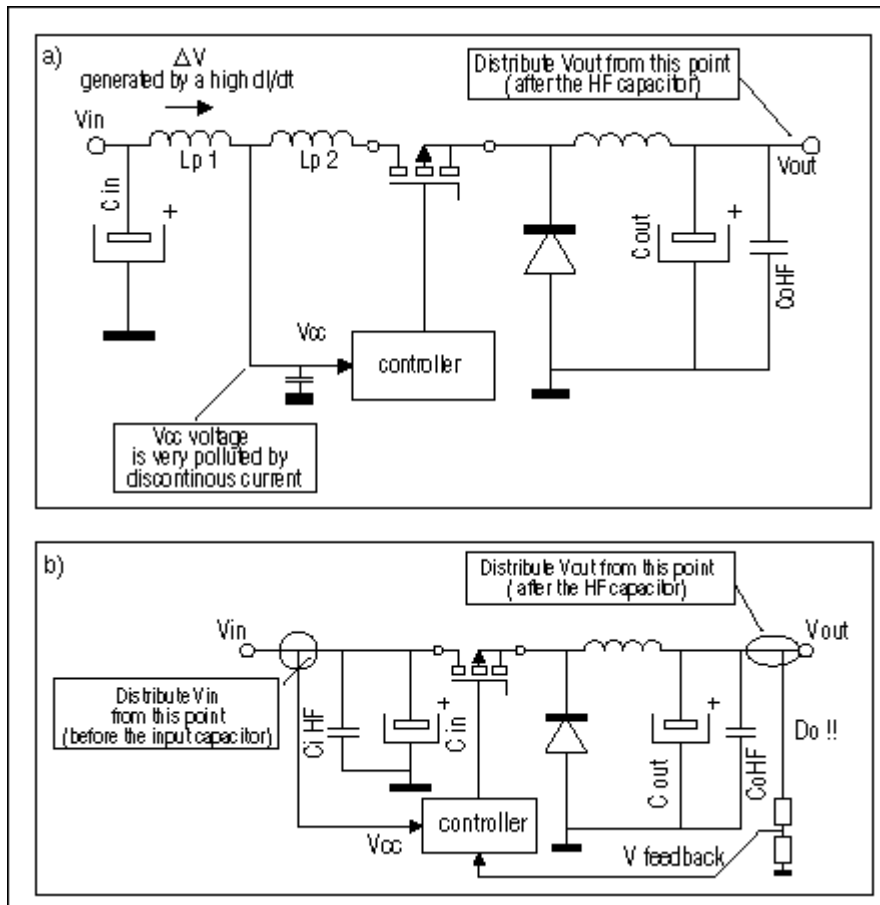 a)
ΔV
generated by a high dI/dt
Distribute Vout from this point
( after the HF capacitor)
Vin
Lp 1
Lp 2
Vout
C in
+
C out
+
CoHF
Vcc
controller
Vcc voltage
is very polluted by
discontinous current
b)
Distribute Vout from this point
( after the HF capacitor)
Vin
Vout
Distribute Vin
from this point
(before the input capacitor)
Ci HF
+
C in
C out
+
CoHF
Do !!
controller
Vcc
V feedback